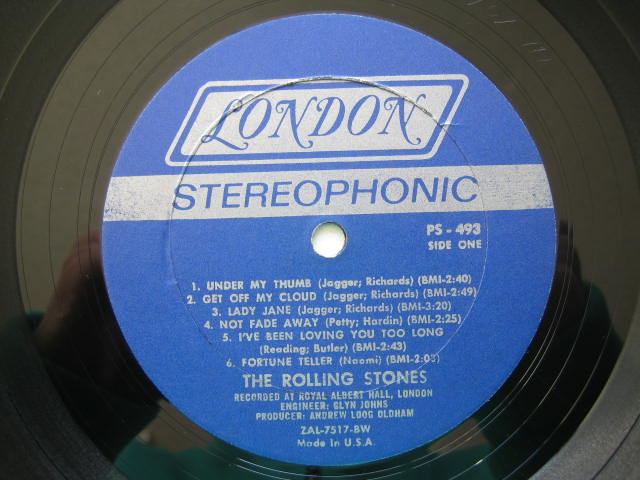 LONDON
STEREOPHONIC
PS - 493
SIDE ONE
1. UNDER MY THUMB (Jagger; Richards) (BMI-2:40)
2. GET OFF MY CLOUD (Jagger; Richards) (BMI-2:49)
3. LADY JANE (Jagger; Richards) (BMI-3:20)
4. NOT FADE AWAY (Petty; Hardin) (BMI-2:25)
5. I'VE BEEN LOVING YOU TOO LONG
(Reading; Butler) (BMI-2:43)
6. FORTUNE TELLER (Naomi) (BMI-2:03)
THE ROLLING STONES
RECORDED AT ROYAL ALBERT HALL, LONDON
ENGINEER: GLYN JOHNS
PRODUCER: ANDREW LOOG OLDHAM
ZAL-7517-BW
Made In U.S.A.